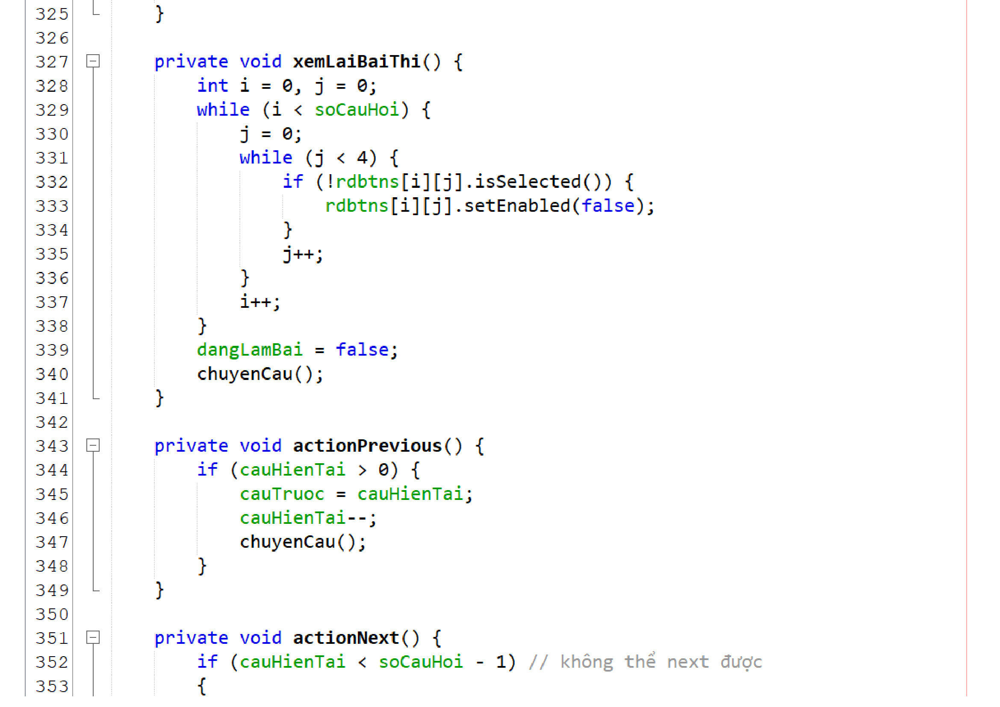 325 }
326
327 private void xemLaiBaiThi() {
328 int i = 0, j = 0;
329 while (i < soCauHoi) {
330 j = 0;
331 while (j < 4) {
332 if (!rdbtns[i][j].isSelected()) {
333 rdbtns[i][j].setEnabled(false);
334 }
335 j++;
336 }
337 i++;
338 }
339 dangLamBai = false;
340 chuyenCau();
341 }
342
343 private void actionPrevious() {
344 if (cauHienTai > 0) {
345 cauTruoc = cauHienTai;
346 cauHienTai--;
347 chuyenCau();
348 }
349 }
350
351 private void actionNext() {
352 if (cauHienTai < soCauHoi - 1) // không thể next được
353 {